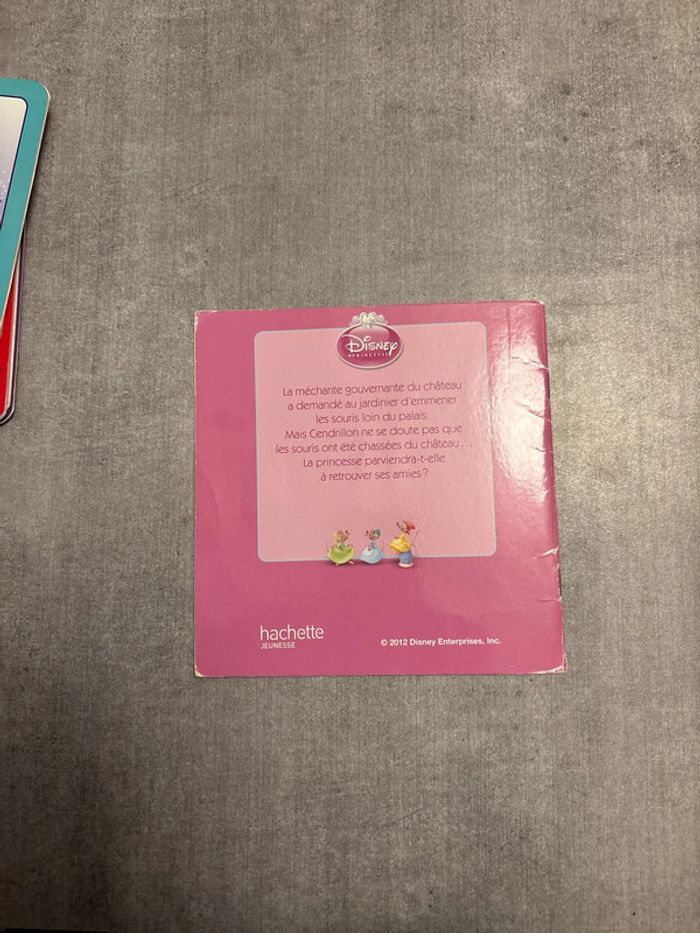 Disney
PRINCESSE
La méchante gouvernante du château
a demandé au jardinier d'emmener
les souris loin du palais.
Mais Cendrillon ne se doute pas que
les souris ont été chassées du château...
La princesse parviendra-t-elle
à retrouver ses amies ?
hachette
JEUNESSE
© 2012 Disney Enterprises, Inc.